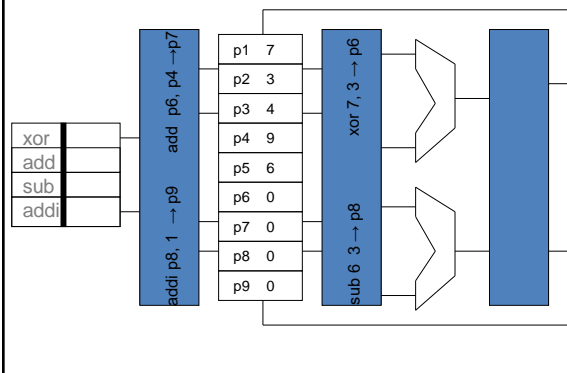 xor
add
sub
addi
add p6, p4 →p7
addi p8, 1 → p9
p1 7
p2 3
p3 4
p4 9
p5 6
p6 0
p7 0
p8 0
p9 0
xor 7, 3 → p6
sub 6 3 → p8